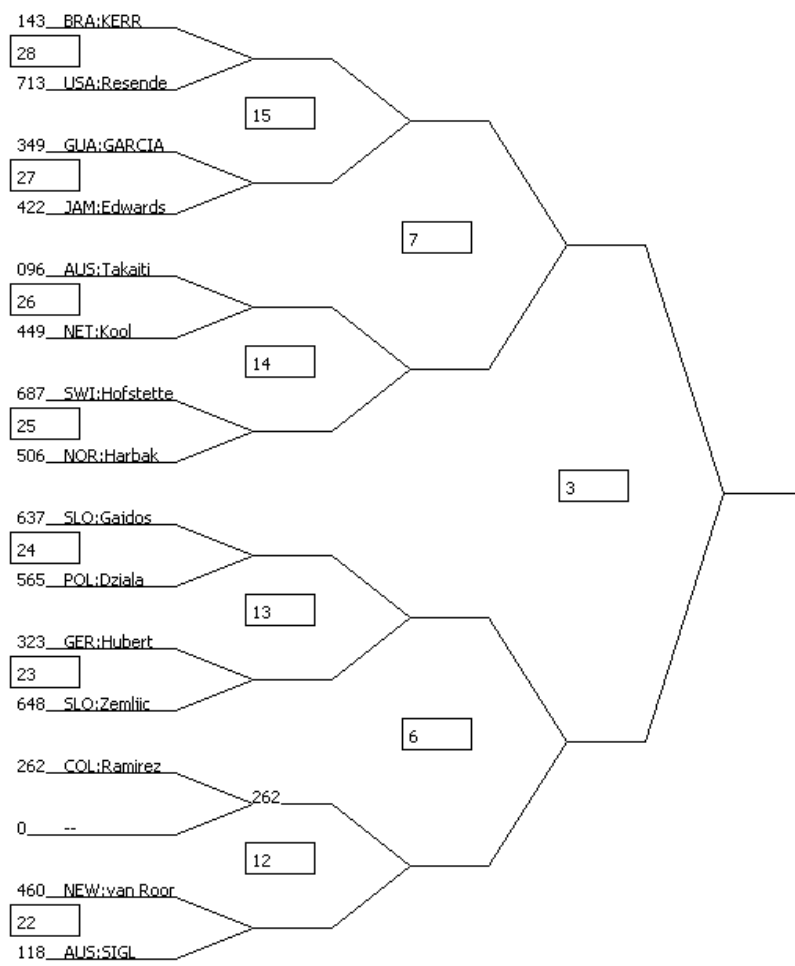 143 BRA:KERR
28
713 USA:Resende
15
349 GUA:GARCIA
27
422 JAM:Edwards
7
096 AUS:Takaiti
26
449 NET:Kool
14
687 SWI:Hofstette
25
506 NOR:Harbak
3
637 SLO:Gaidos
24
565 POL:Dziala
13
323 GER:Hubert
23
648 SLO:Zemljic
6
262 COL:Ramirez
262
0 --
12
460 NEW:van Roor
22
118 AUS:SIGL